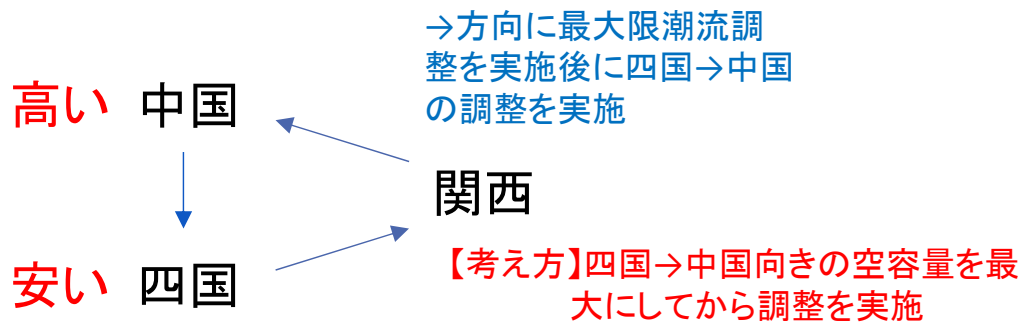 →方向に最大限潮流調
整を実施後に四国→中国
の調整を実施
高い 中国
関西
安い 四国
【考え方】四国→中国向きの空容量を最
大にしてから調整を実施